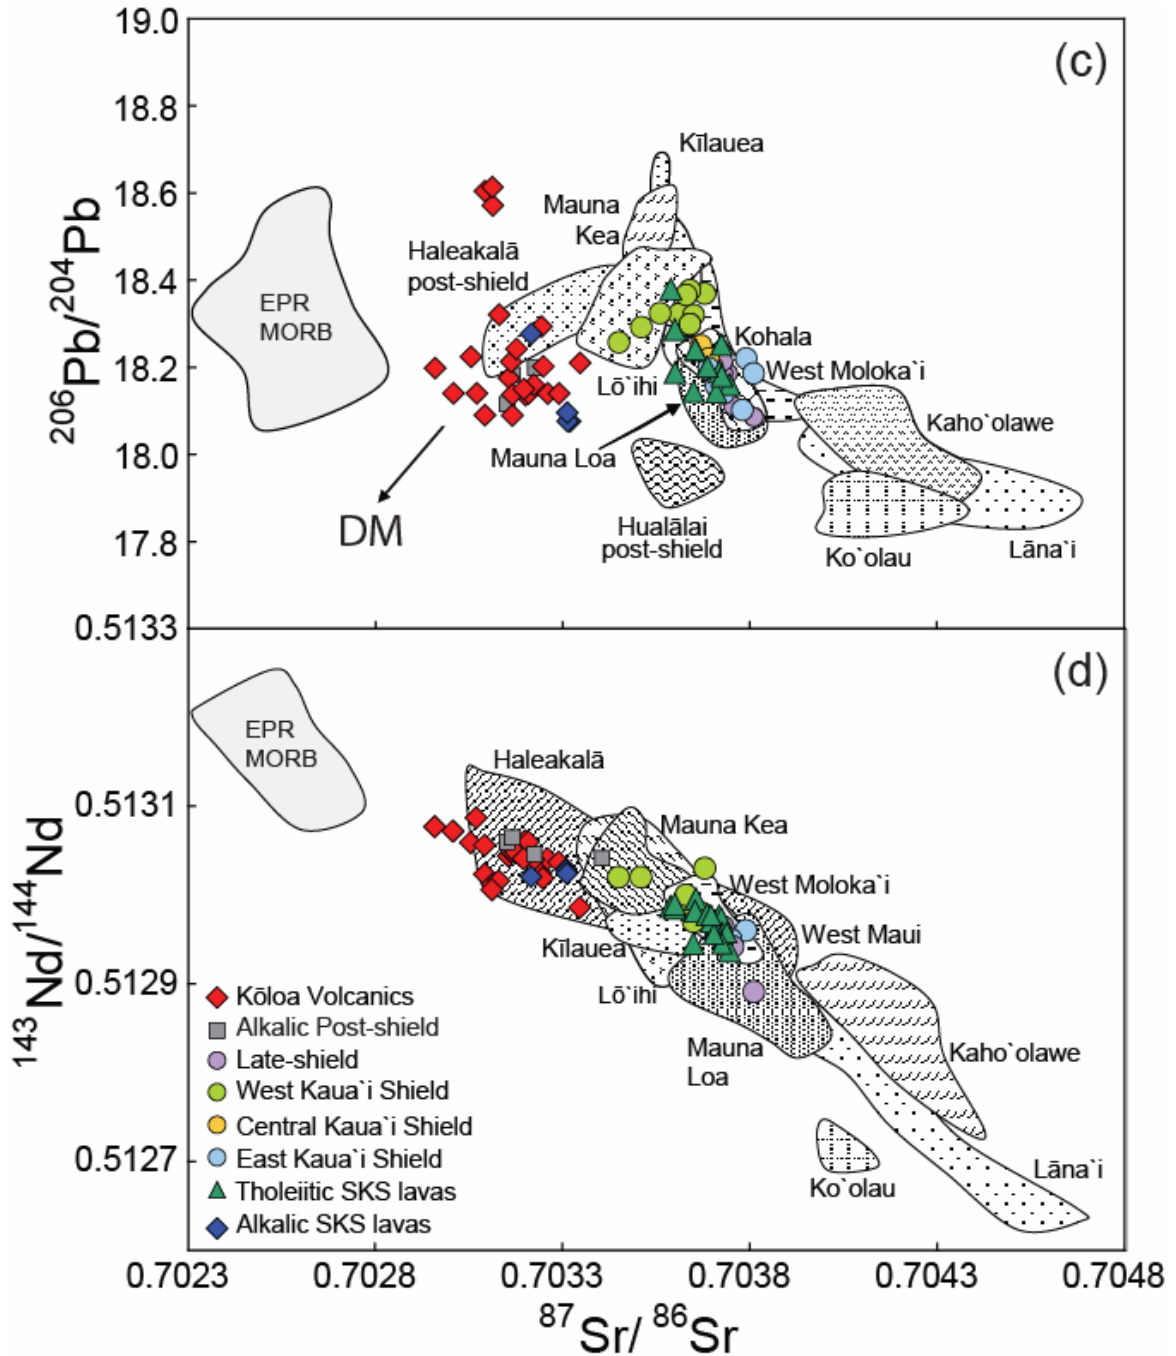 (c)
19.0
18.8
18.6
18.4
18.2
18.0
17.8
206Pb/204Pb
Kīlauea
Mauna
Kea
Haleakalā
post-shield
EPR
MORB
Kohala
West Moloka`i
Lō`ihi
Kaho`olawe
Mauna Loa
DM
Hualālai
post-shield
Ko`olau
Lāna`i
(d)
0.5133
0.5131
0.5129
0.5127
143Nd/144Nd
EPR
MORB
Haleakalā
Mauna Kea
West Moloka`i
West Maui
Kīlauea
Lō`ihi
Mauna
Loa
Kaho`olawe
Ko`olau
Lāna`i
Kōloa Volcanics
Alkalic Post-shield
Late-shield
West Kaua`i Shield
Central Kaua`i Shield
East Kaua`i Shield
Tholeiitic SKS lavas
Alkalic SKS lavas
0.7023 0.7028 0.7033 0.7038 0.7043 0.7048
87Sr/ 86Sr